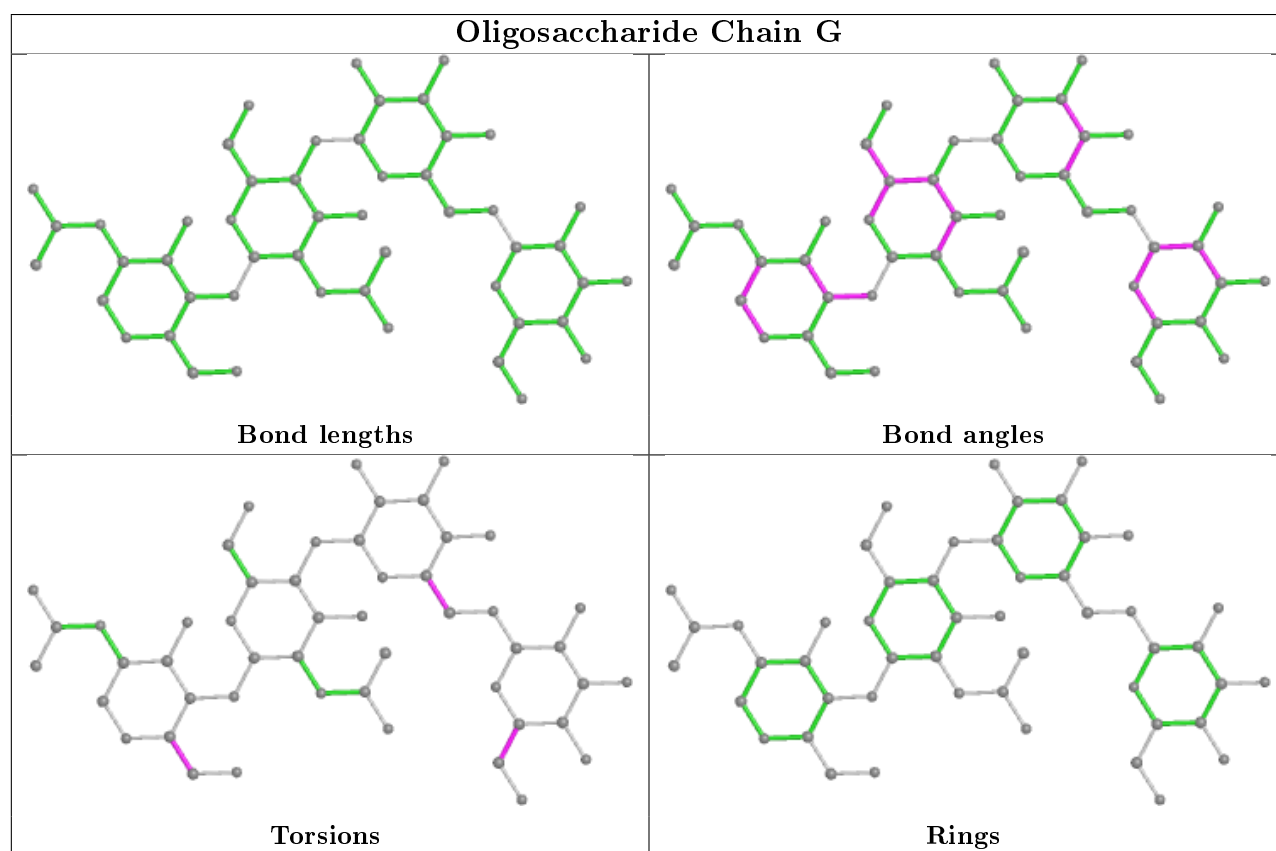 Oligosaccharide Chain G
Bond lengths
Bond angles
Torsions
Rings